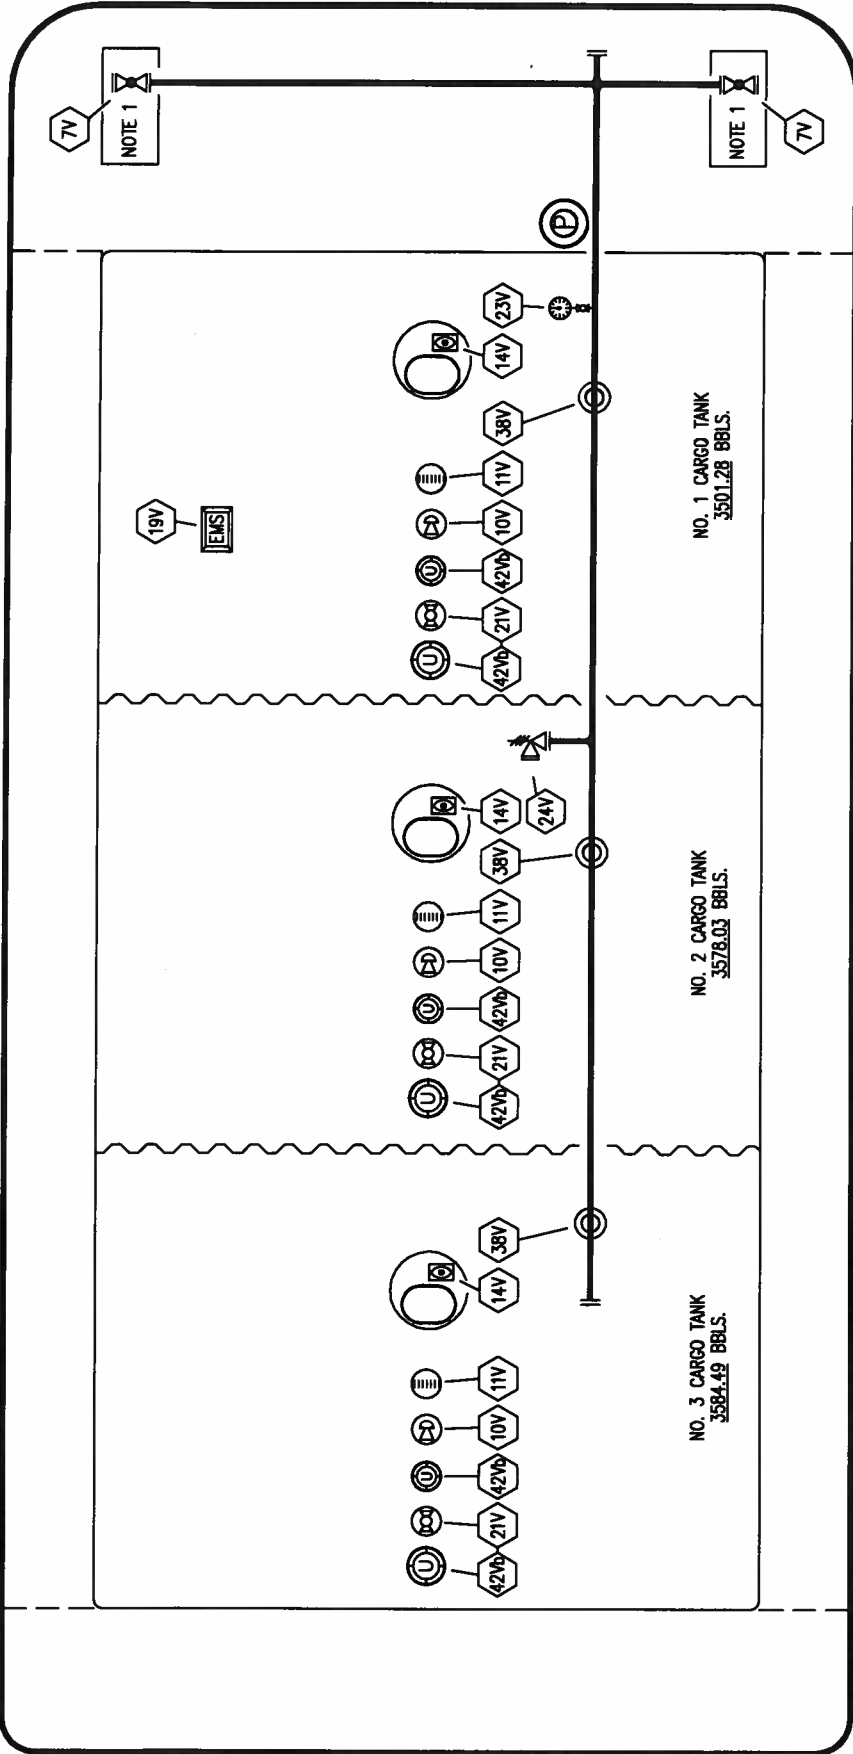 7V
NOTE 1
NOTE 1
7V
P
23V
14V
38V
11V
10V
42Vb
21V
42Vb
U
U
19V
EMS
NO. 1 CARGO TANK
3501.28 BBLS.
14V
24V
38V
11V
10V
42Vb
21V
42Vb
U
U
NO. 2 CARGO TANK
3578.03 BBLS.
38V
14V
11V
10V
42Vb
21V
42Vb
U
U
NO. 3 CARGO TANK
3584.49 BBLS.